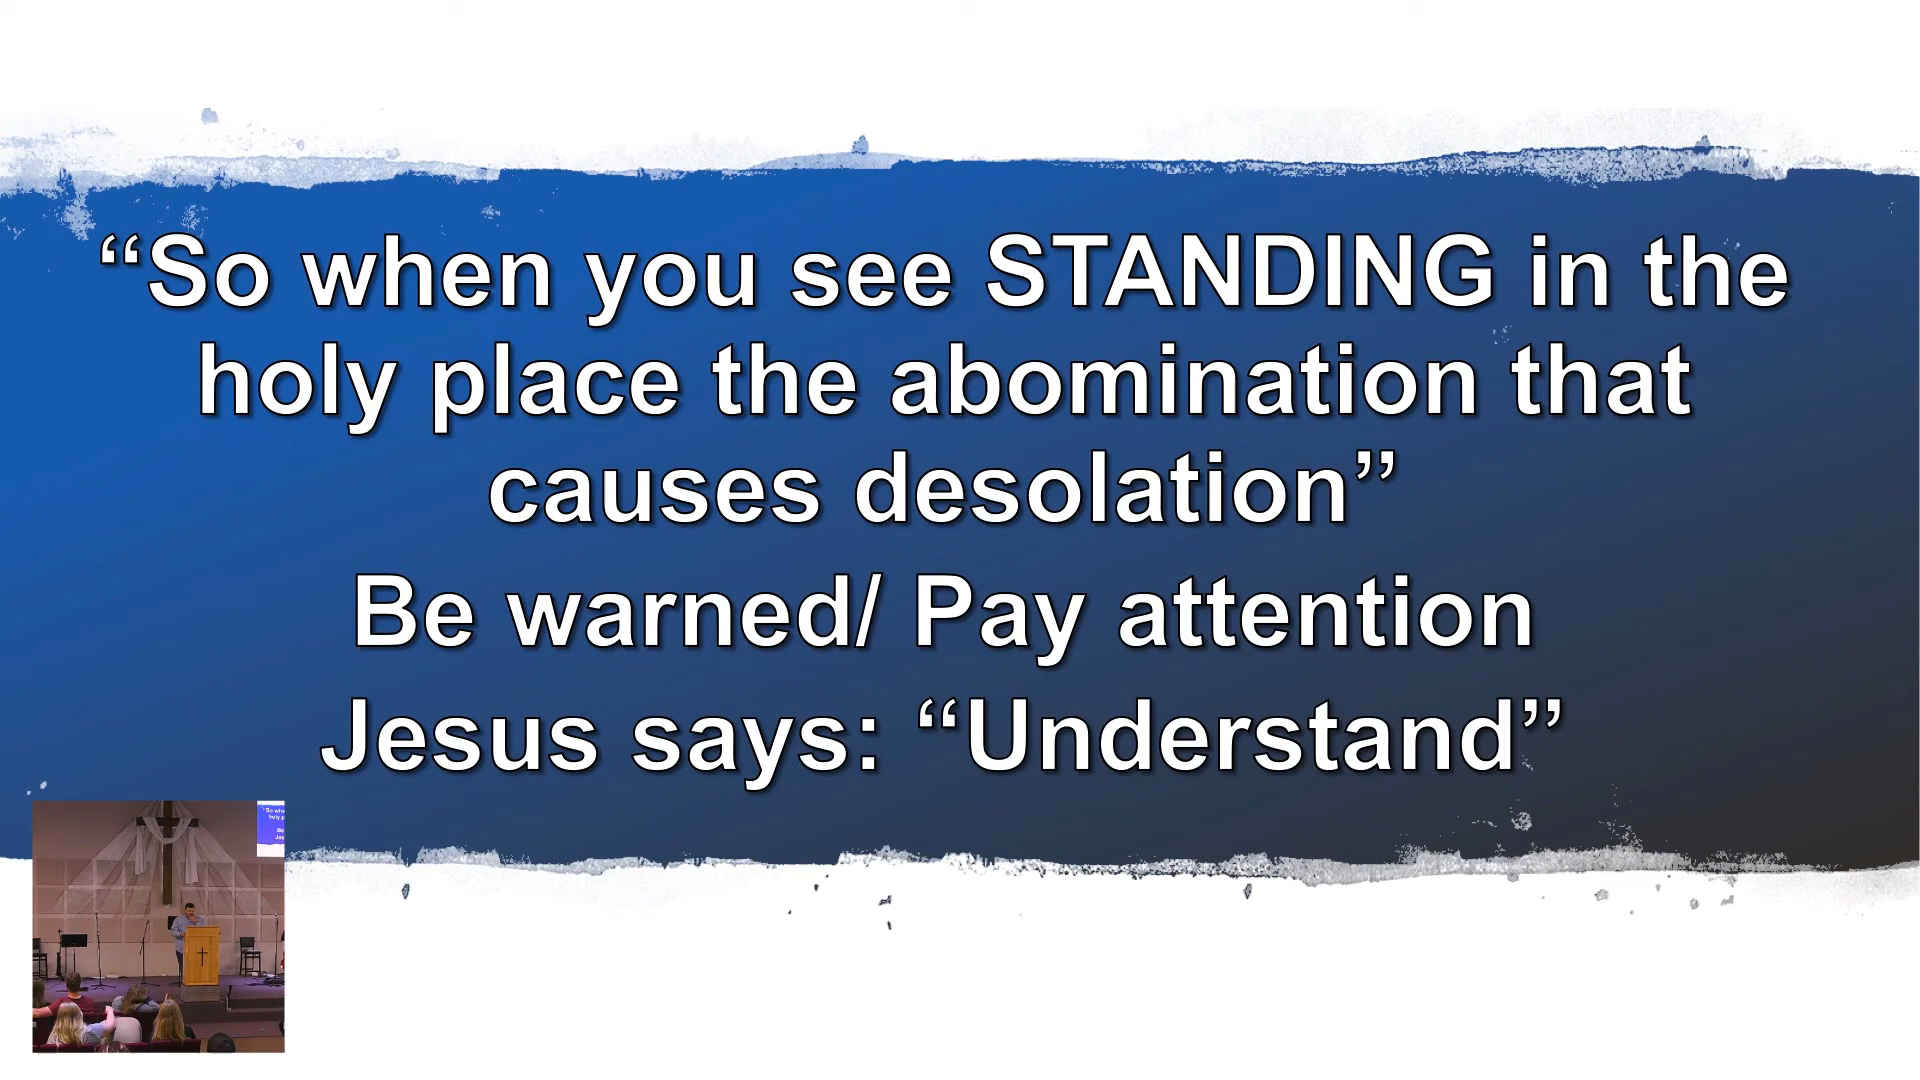 “So when you see STANDING in the
holy place the abomination that
causes desolation”
Be warned/ Pay attention
Jesus says: “Understand”